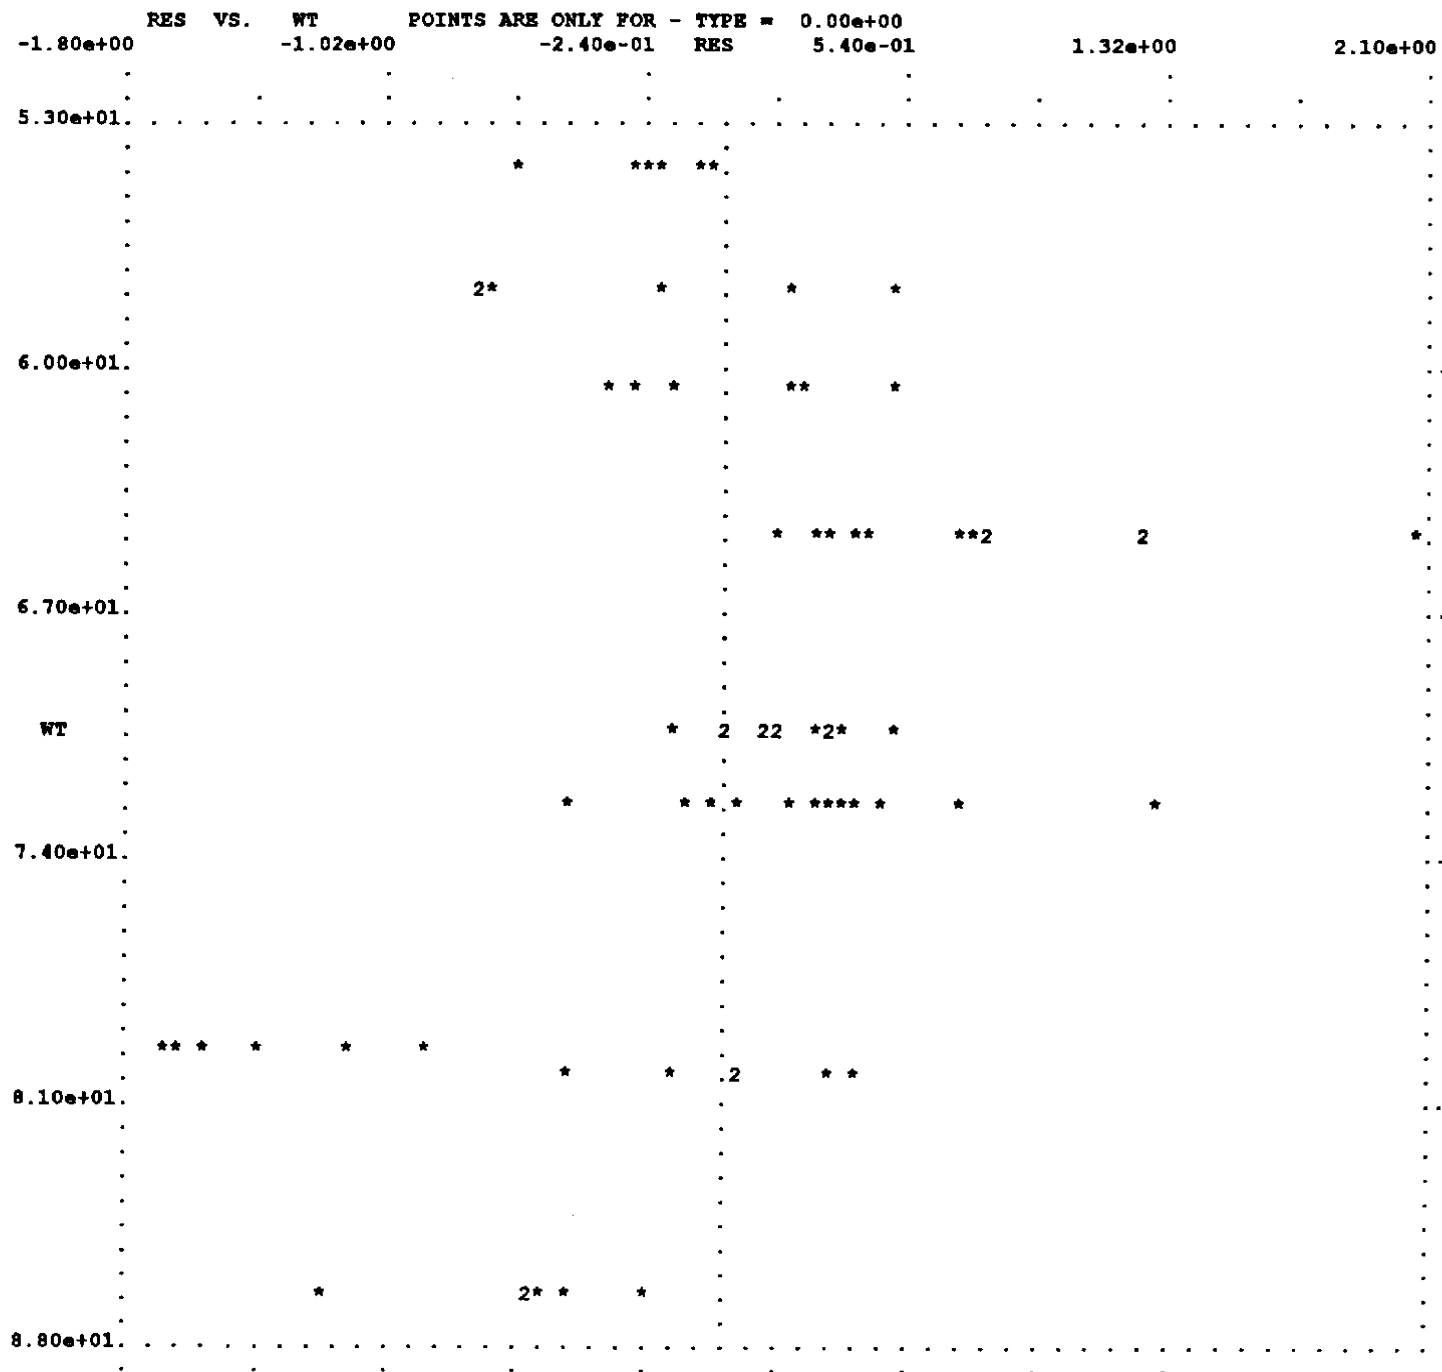 RES VS. WT POINTS ARE ONLY FOR - TYPE = 0.00e+00
-1.80e+00 -1.02e+00 -2.40e-01 RES 5.40e-01 1.32e+00 2.10e+00
5.30e+01
* *** **
2* * * *
6.00e+01
* * * ** *
* ** ** **2 2 *
6.70e+01
WT * 2 22 *2* *
* * * * * **** * * *
7.40e+01
** * * * *
* * 2 * *
8.10e+01
* 2* * *
8.80e+01